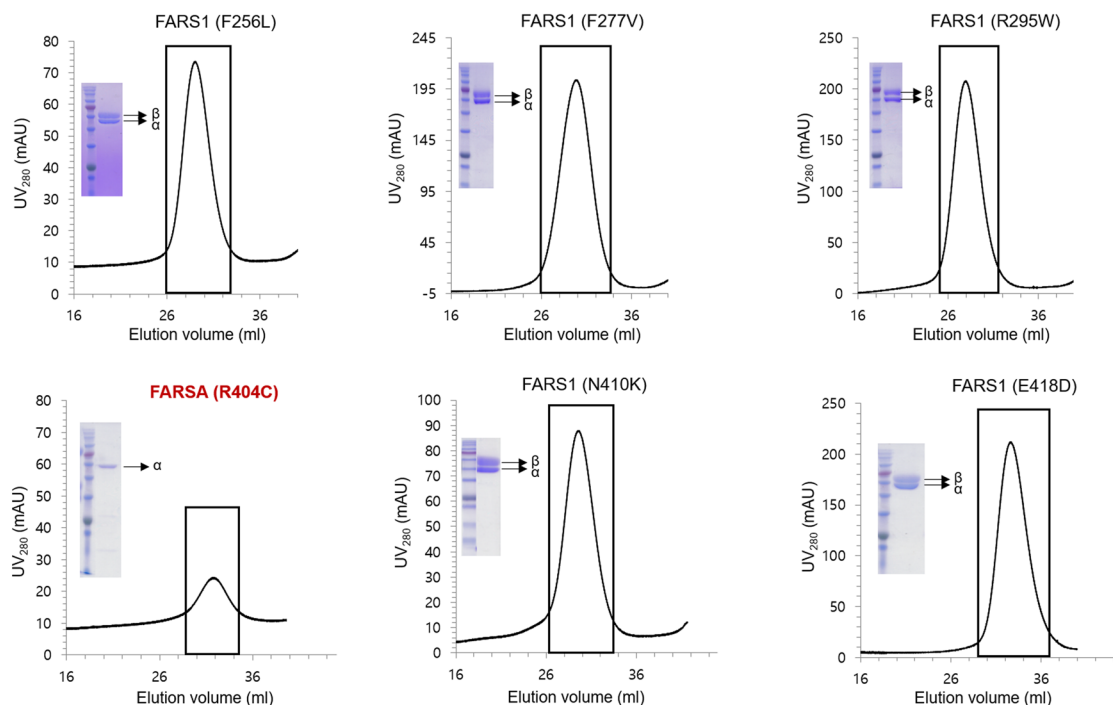 FARS1 (F256L)
80
70
60
50
40
30
20
10
0
UV280 (mAU)
β
α
16
26
36
Elution volume (ml)
FARS1 (F277V)
245
195
145
95
45
-5
UV280 (mAU)
β
α
16
26
36
Elution volume (ml)
FARS1 (R295W)
250
200
150
100
50
0
UV280 (mAU)
β
α
16
26
36
Elution volume (ml)
FARSA (R404C)
80
70
60
50
40
30
20
10
0
UV280 (mAU)
α
16
26
36
Elution volume (ml)
FARS1 (N410K)
100
90
80
70
60
50
40
30
20
10
0
UV280 (mAU)
β
α
16
26
36
Elution volume (ml)
FARS1 (E418D)
250
200
150
100
50
0
UV280 (mAU)
β
α
16
26
36
Elution volume (ml)